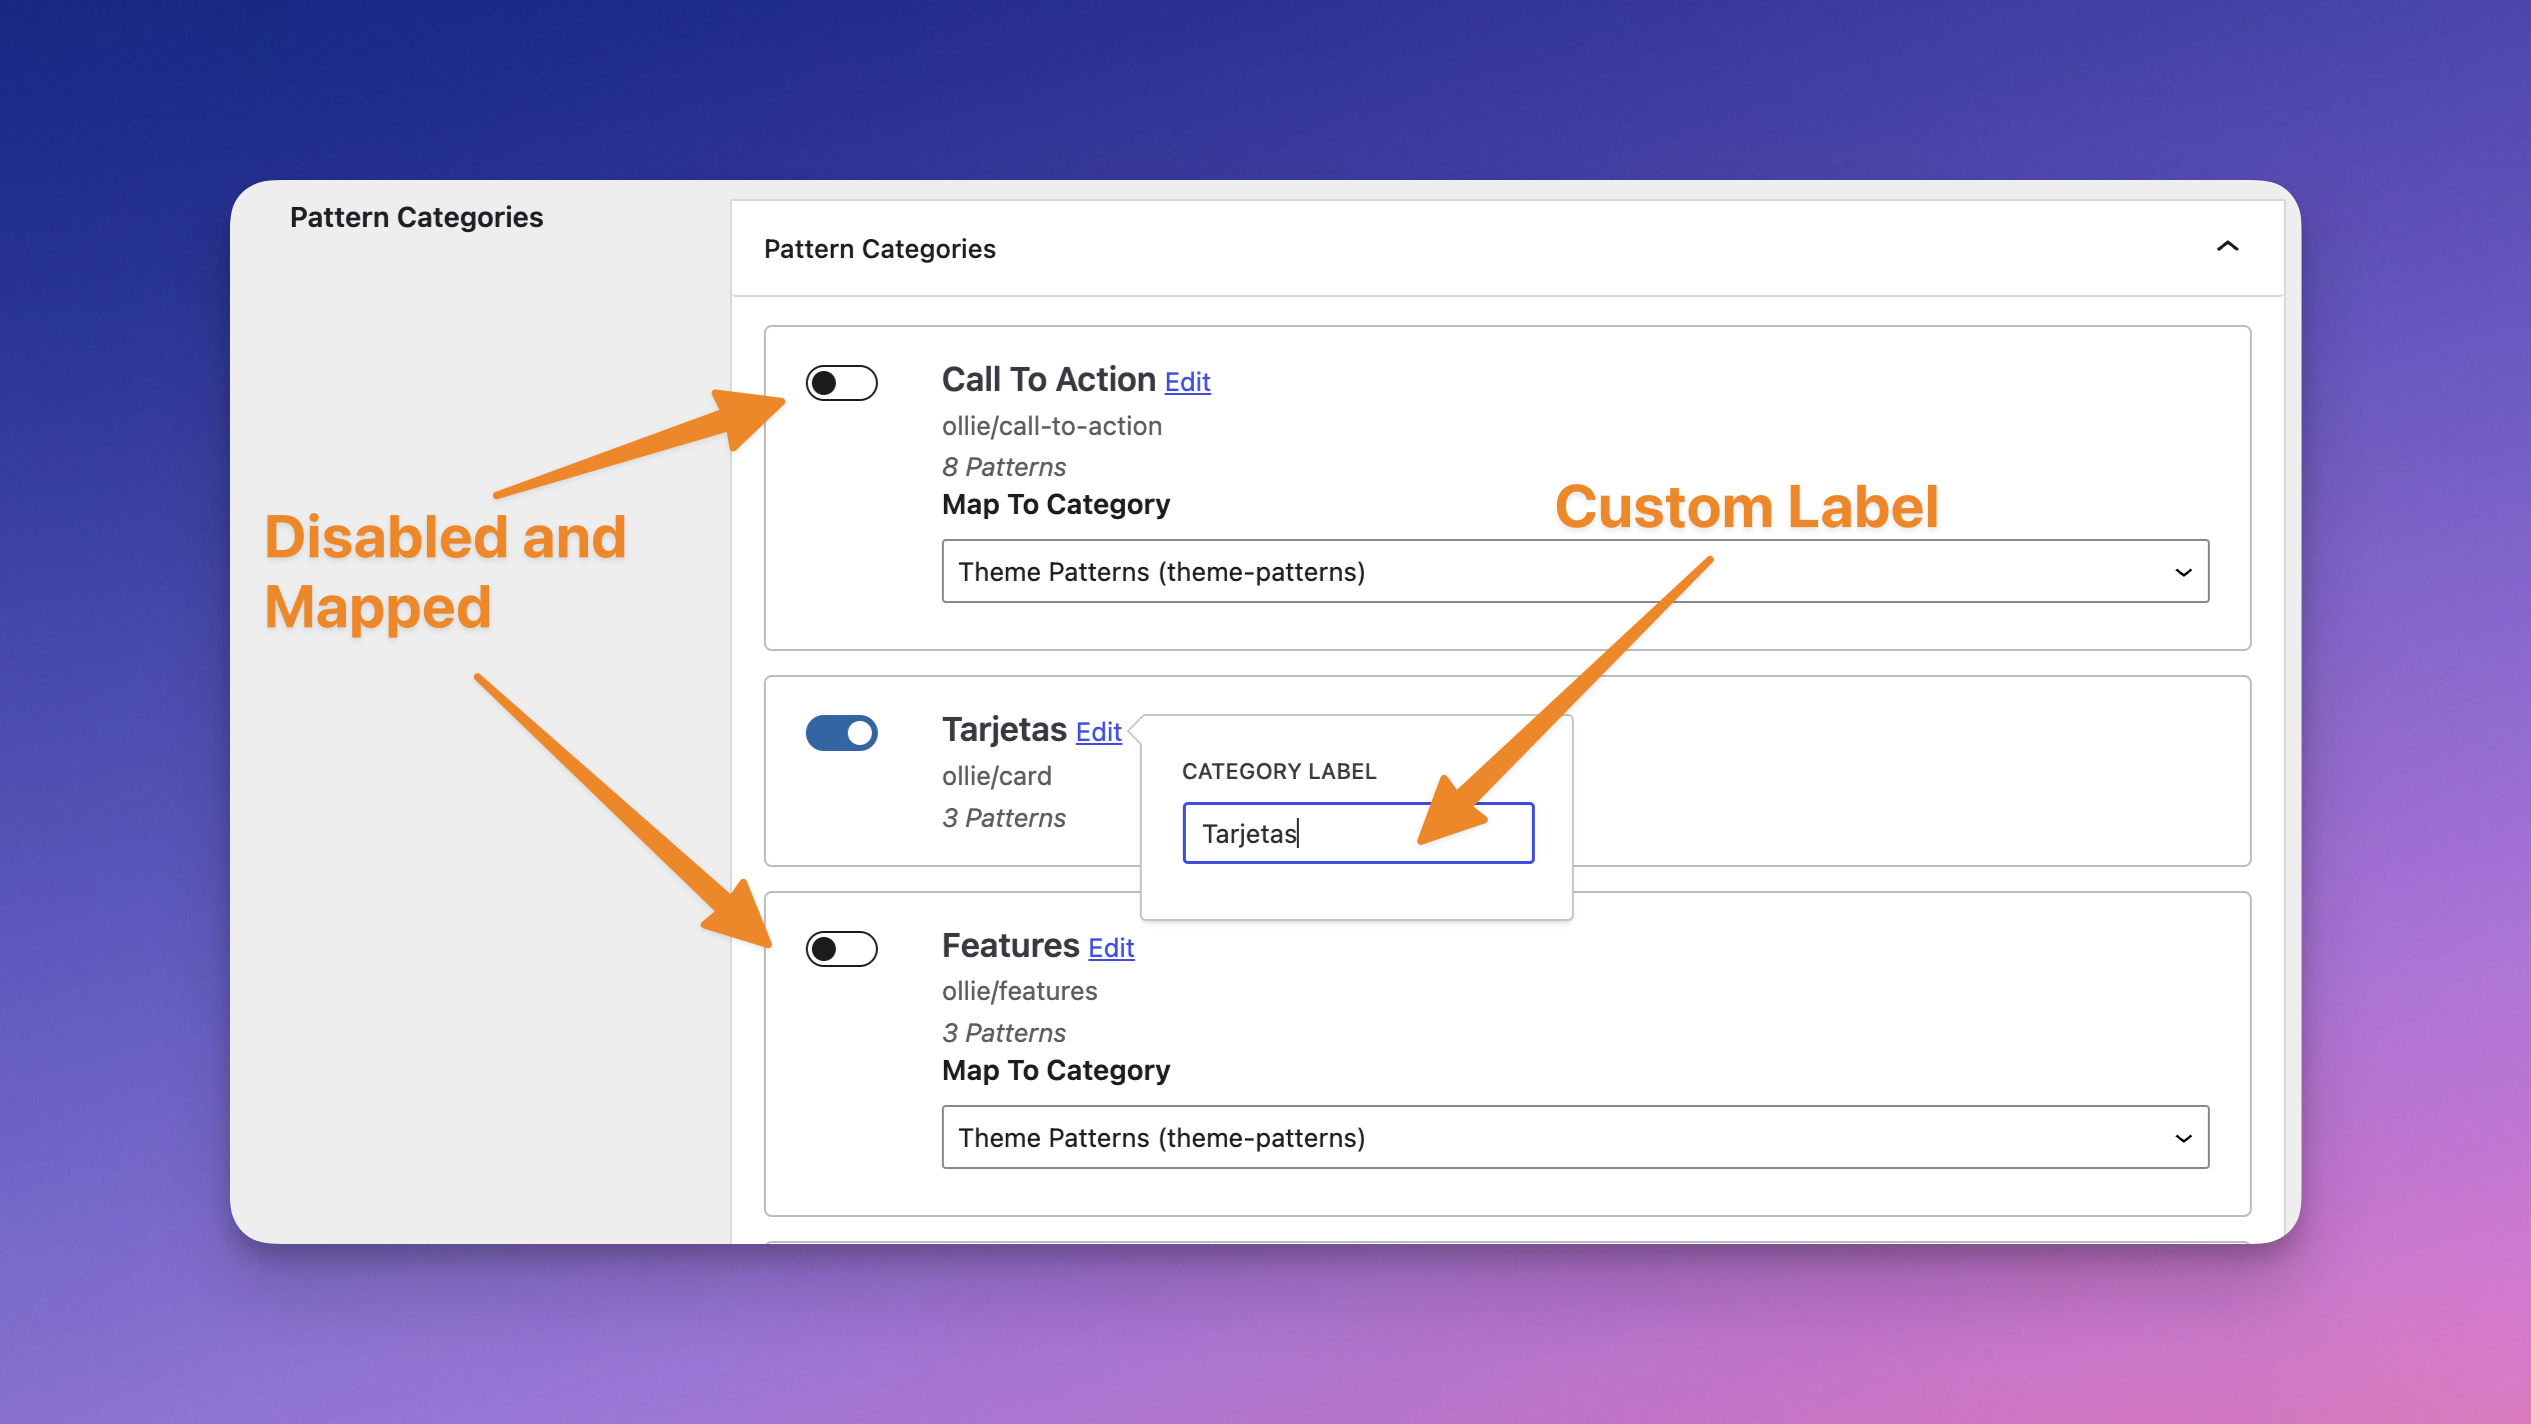 Pattern Categories
Pattern Categories
Call To Action Edit
ollie/call-to-action
8 Patterns
Map To Category
Theme Patterns (theme-patterns)
Disabled and
Mapped
Custom Label
Tarjetas Edit
ollie/card
3 Patterns
CATEGORY LABEL
Tarjetas
Features Edit
ollie/features
3 Patterns
Map To Category
Theme Patterns (theme-patterns)